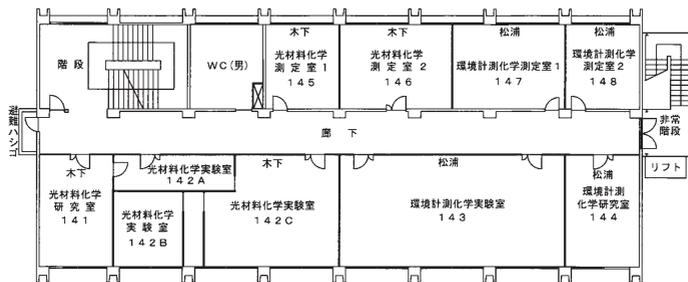 木下
木下
松浦
松浦
階段
WC(男)
光材料化学
測定室1
145
光材料化学
測定室2
146
環境計測化学測定室1
147
環境計測化学
測定室2
148
避難ハシゴ
廊下
非常
階段
リフト
木下
光材料化学
研究室
141
光材料化学実験室
142A
光材料化学
実験室
142B
木下
光材料化学実験室
142C
松浦
環境計測化学実験室
143
松浦
環境計測
化学研究室
144